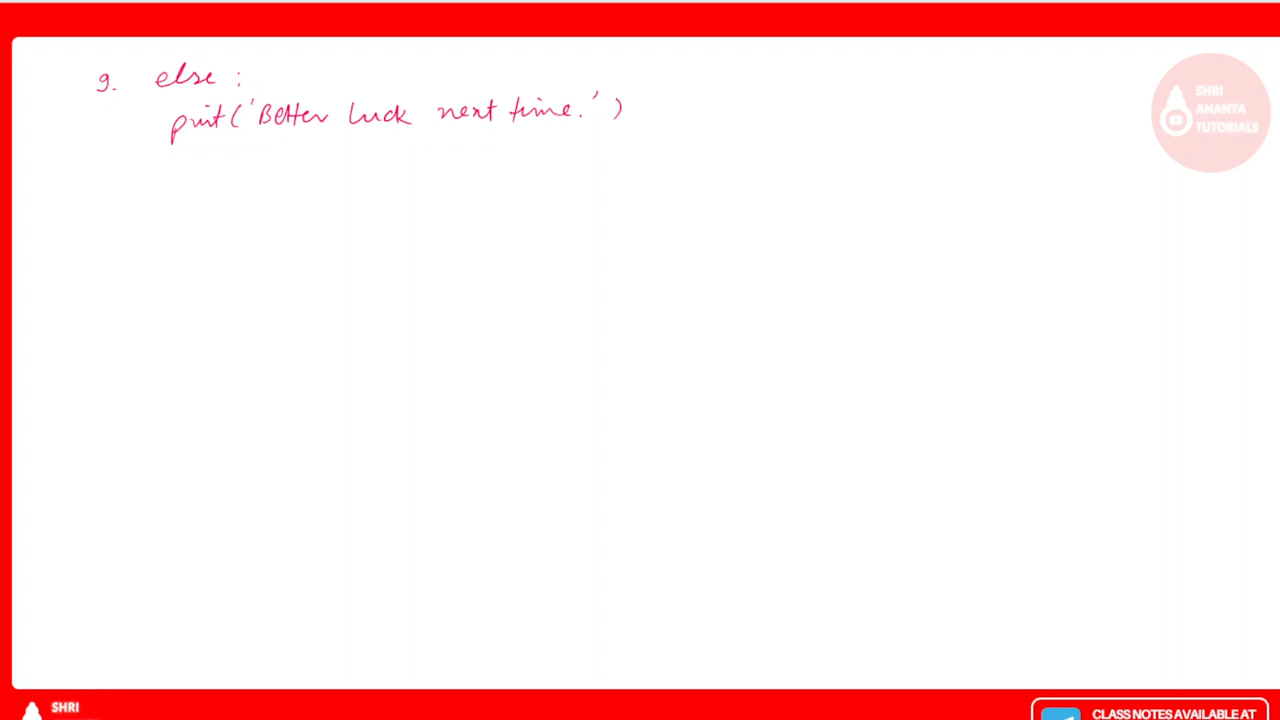 9. else :
print('Better luck next time.')
SHRI
ANANTA
TUTORIALS
SHRI
CLASS NOTES AVAILABLE AT